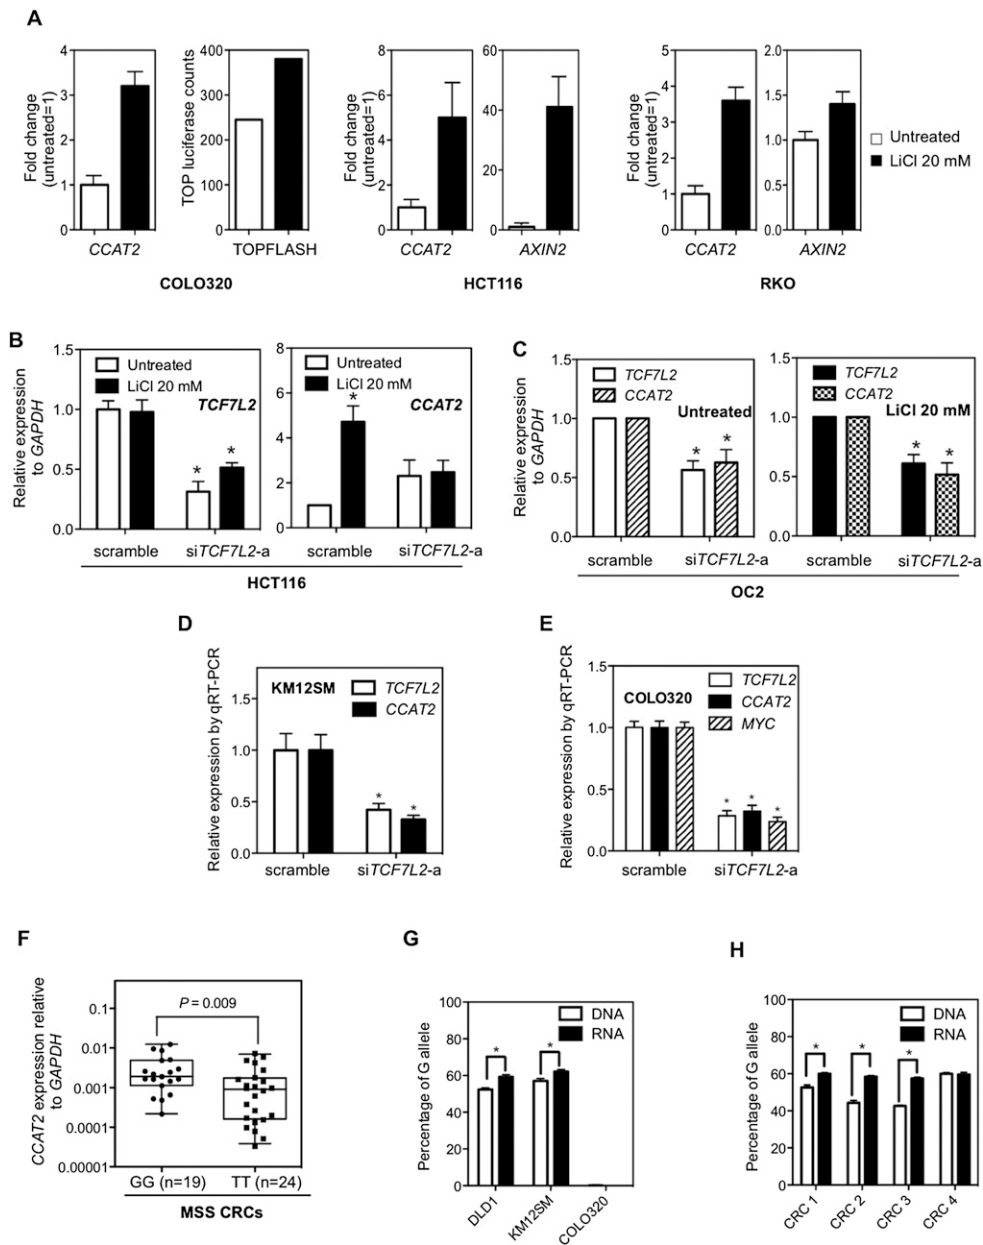 A
Fold change
(untreated=1)
4
3
2
1
0
CCAT2
TOP luciferase counts
400
300
200
100
0
TOPFLASH
COLO320
Fold change
(untreated=1)
8
6
4
2
0
CCAT2
60
40
20
0
AXIN2
HCT116
Fold change
(untreated=1)
5
4
3
2
1
0
CCAT2
2.0
1.5
1.0
0.5
0.0
AXIN2
RKO
Untreated
LiCl 20 mM
B
Relative expression
to GAPDH
1.5
1.0
0.5
0.0
Untreated
LiCl 20 mM
TCF7L2
* *
scramble siTCF7L2-a
8
6
4
2
0
Untreated
LiCl 20 mM
*
CCAT2
scramble siTCF7L2-a
HCT116
C
Relative expression
to GAPDH
1.5
1.0
0.5
0.0
TCF7L2
CCAT2
Untreated
* *
scramble siTCF7L2-a
1.5
1.0
0.5
0.0
TCF7L2
CCAT2
LiCl 20 mM
* *
scramble siTCF7L2-a
OC2
D
Relative expression by qRT-PCR
1.5
1.0
0.5
0.0
KM12SM
TCF7L2
CCAT2
* *
scramble siTCF7L2-a
E
Relative expression by qRT-PCR
1.5
1.0
0.5
0.0
COLO320
TCF7L2
CCAT2
MYC
* * *
scramble siTCF7L2-a
F
CCAT2 expression relative
to GAPDH
0.1
0.01
0.001
0.0001
0.00001
P = 0.009
GG (n=19) TT (n=24)
MSS CRCs
G
Percentage of G allele
100
80
60
40
20
0
DNA
RNA
* *
DLD1
KM12SM
COLO320
H
Percentage of G allele
100
80
60
40
20
0
DNA
RNA
* * *
CRC 1
CRC 2
CRC 3
CRC 4